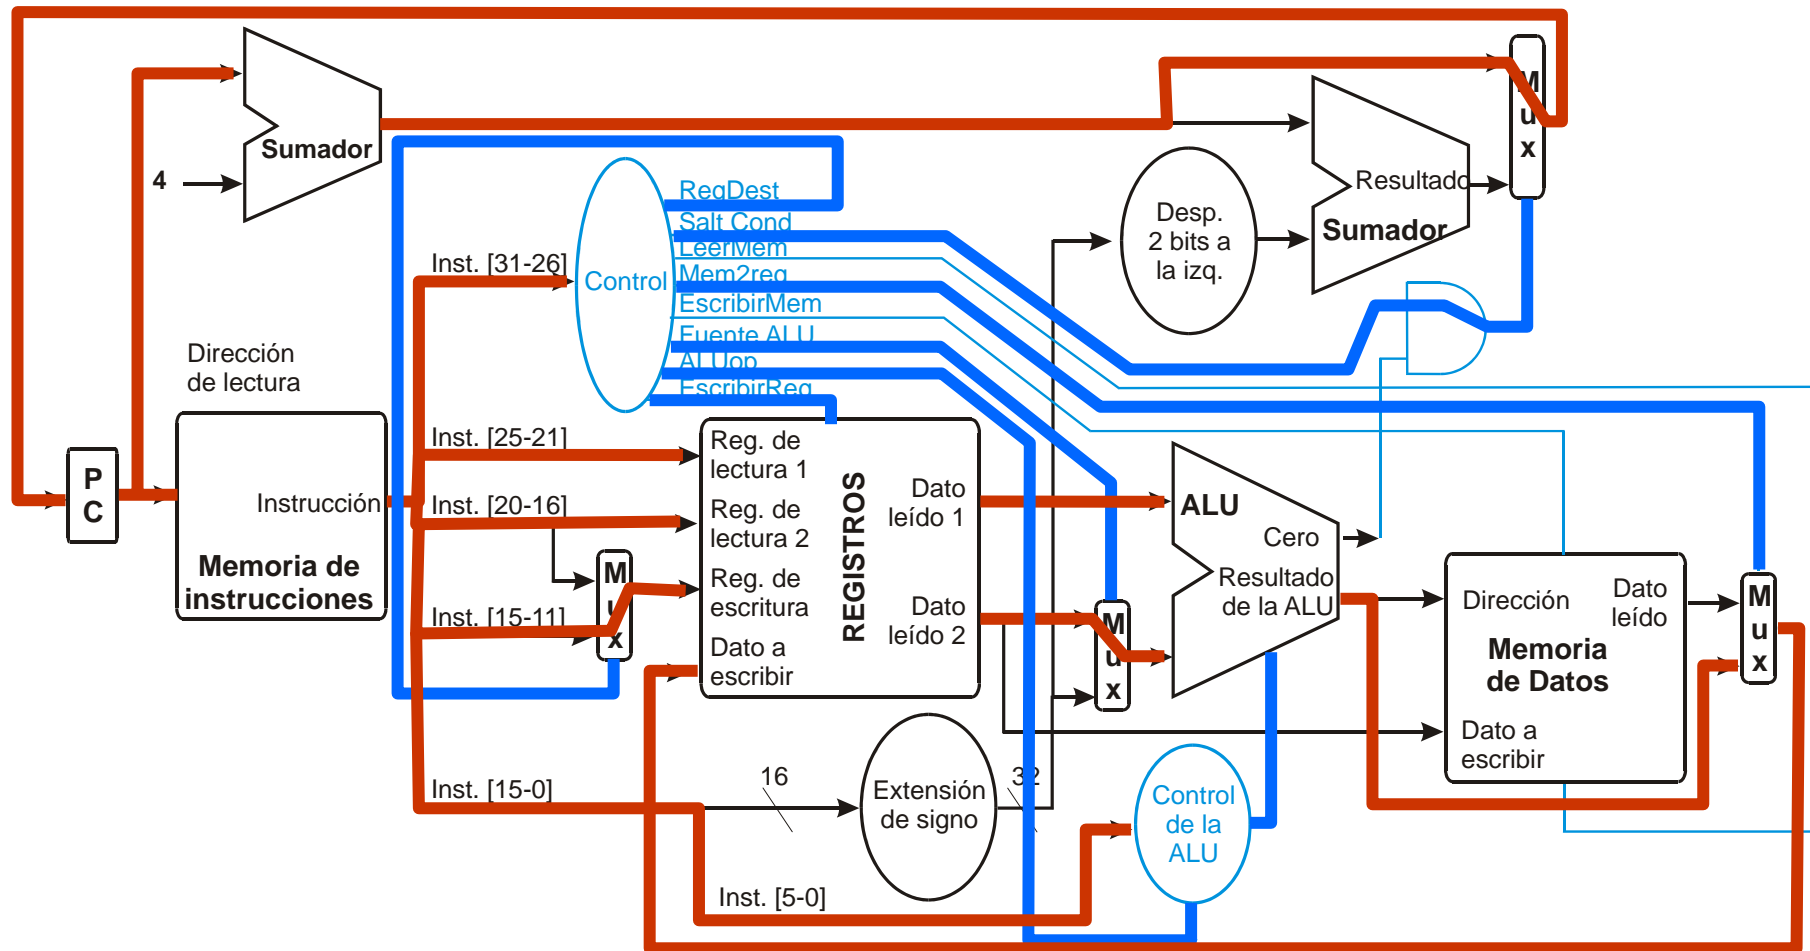 Sumador
4
M
u
x
Resultado
Sumador
Desp.
2 bits a
la izq.
RegDest
Salt Cond
LeerMem
Mem2reg
EscribirMem
Fuente ALU
ALUop
EscribirReg
Control
Inst. [31-26]
Dirección
de lectura
P
C
Instrucción
Memoria de
instrucciones
Inst. [25-21]
Inst. [20-16]
Inst. [15-11]
Inst. [15-0]
M
u
x
Reg. de
lectura 1
Reg. de
lectura 2
Reg. de
escritura
Dato a
escribir
REGISTROS
Dato
leído 1
Dato
leído 2
M
u
x
ALU
Cero
Resultado
de la ALU
Dirección
Dato
leído
Memoria
de Datos
Dato a
escribir
M
u
x
16
Extensión
de signo
32
Control
de la
ALU
Inst. [5-0]